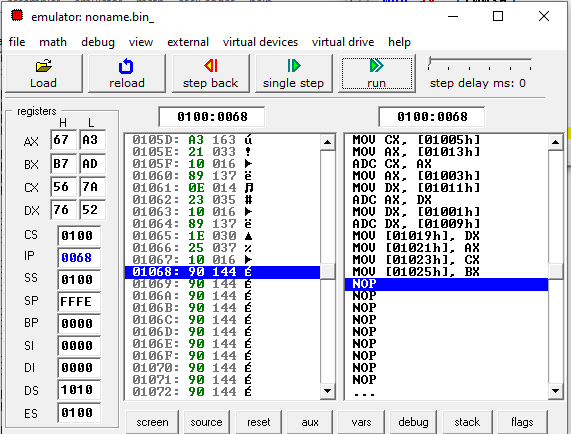 emulator: noname.bin_
file math debug view external virtual devices virtual drive help
Load reload step back single step run step delay ms: 0
registers
H L
AX 67 A3
BX B7 AD
CX 56 7A
DX 76 52
CS 0100
IP 0068
SS 0100
SP FFFE
BP 0000
SI 0000
DI 0000
DS 1010
ES 0100
0100:0068
0105D: A3 163 ú
0105E: 21 033 !
0105F: 10 016 ►
01060: 89 137 ë
01061: 0E 014 ♫
01062: 23 035 #
01063: 10 016 ►
01064: 89 137 ë
01065: 1E 030 ▲
01066: 25 037 %
01067: 10 016 ►
01068: 90 144 É
01069: 90 144 É
0106A: 90 144 É
0106B: 90 144 É
0106C: 90 144 É
0106D: 90 144 É
0106E: 90 144 É
0106F: 90 144 É
01070: 90 144 É
01071: 90 144 É
01072: 90 144 É
0100:0068
MOV CX, [01005h]
MOV AX, [01013h]
ADC CX, AX
MOV AX, [01003h]
MOV DX, [01011h]
ADC AX, DX
MOV DX, [01001h]
ADC DX, [01009h]
MOV [01019h], DX
MOV [01021h], AX
MOV [01023h], CX
MOV [01025h], BX
NOP
NOP
NOP
NOP
NOP
NOP
NOP
NOP
NOP
...
screen source reset aux vars debug stack flags